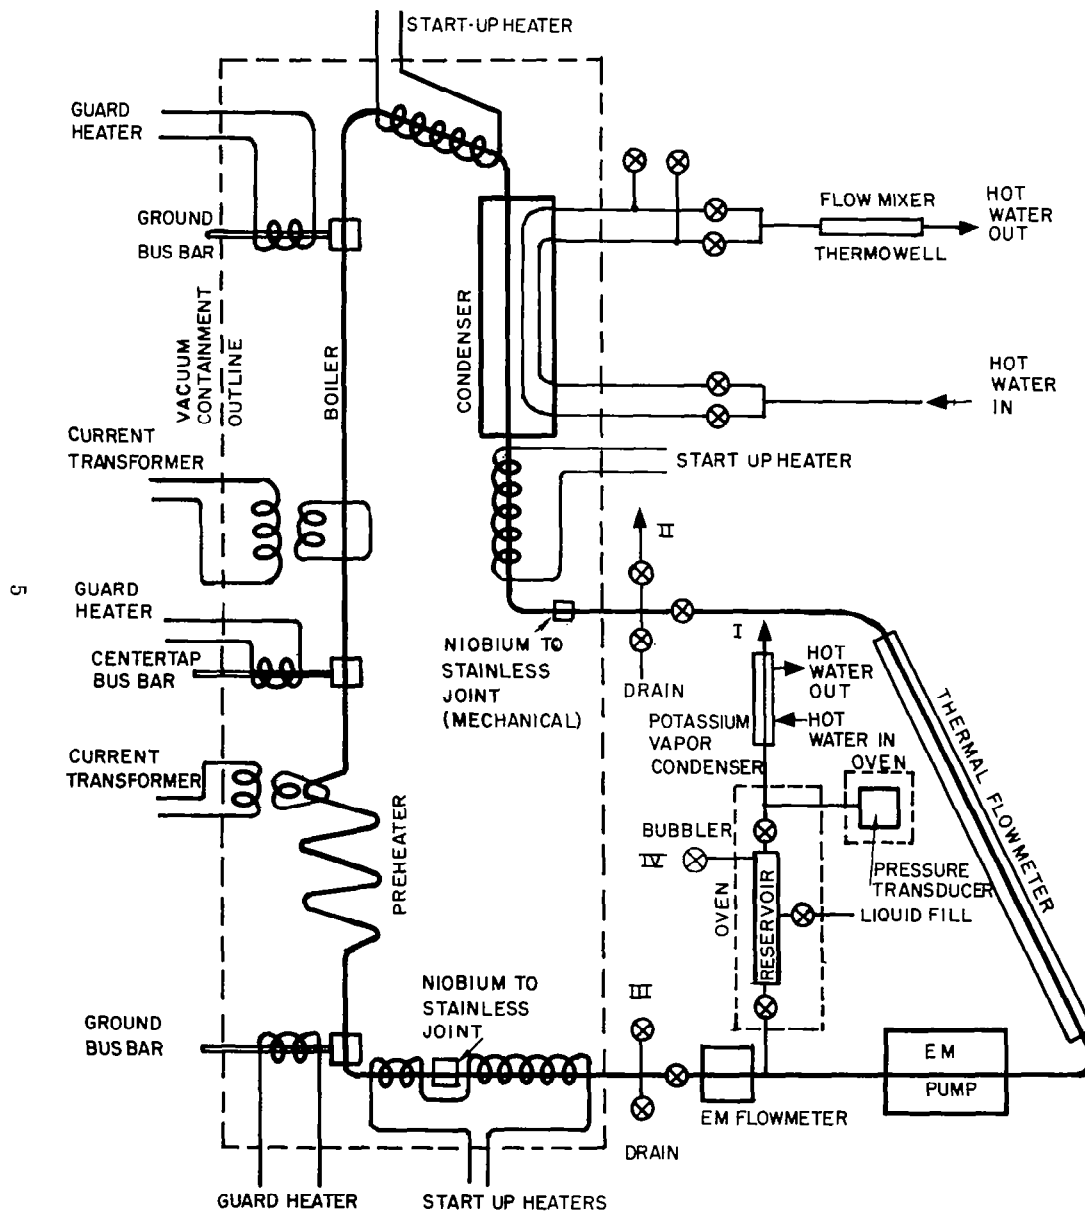 START-UP HEATER
GUARD
HEATER
GROUND
BUS BAR
VACUUM
CONTAINMENT
OUTLINE
BOILER
CONDENSER
FLOW MIXER
THERMOWELL
HOT
WATER
OUT
HOT
WATER
IN
CURRENT
TRANSFORMER
START UP HEATER
5
GUARD
HEATER
CENTERTAP
BUS BAR
NIOBIUM TO
STAINLESS
JOINT
(MECHANICAL)
II
DRAIN
I
HOT
WATER
OUT
POTASSIUM
VAPOR
CONDENSER
HOT
WATER IN
OVEN
THERMAL FLOWMETER
CURRENT
TRANSFORMER
PREHEATER
BUBBLER
IV
OVEN
RESERVOIR
PRESSURE
TRANSDUCER
LIQUID FILL
NIOBIUM TO
STAINLESS
JOINT
III
GROUND
BUS BAR
EM
PUMP
EM FLOWMETER
DRAIN
GUARD HEATER
START UP HEATERS